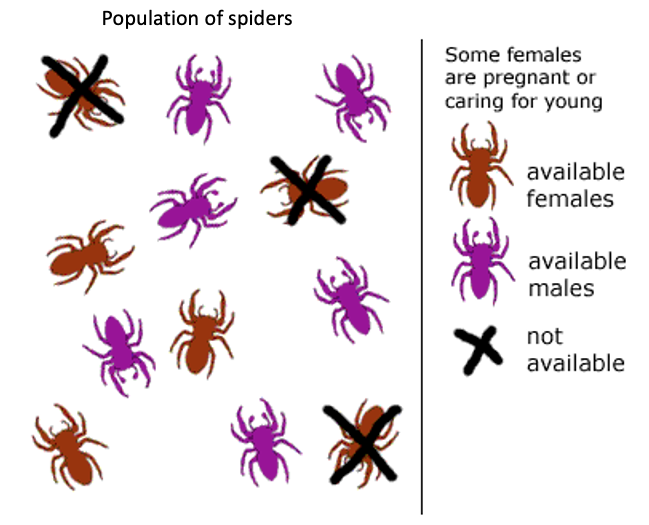 Population of spiders
Some females
are pregnant or
caring for young
available
females
available
males
not
available